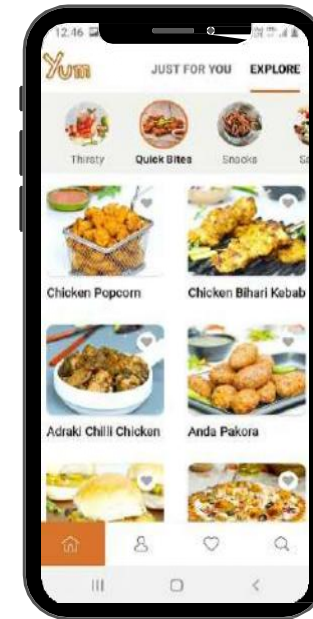 12.46
Yum JUST FOR YOU EXPLORE
Thirsty Quick Bites Snacks
Chicken Popcorn Chicken Bihari Kebab
Adraki Chilli Chicken Anda Pakora